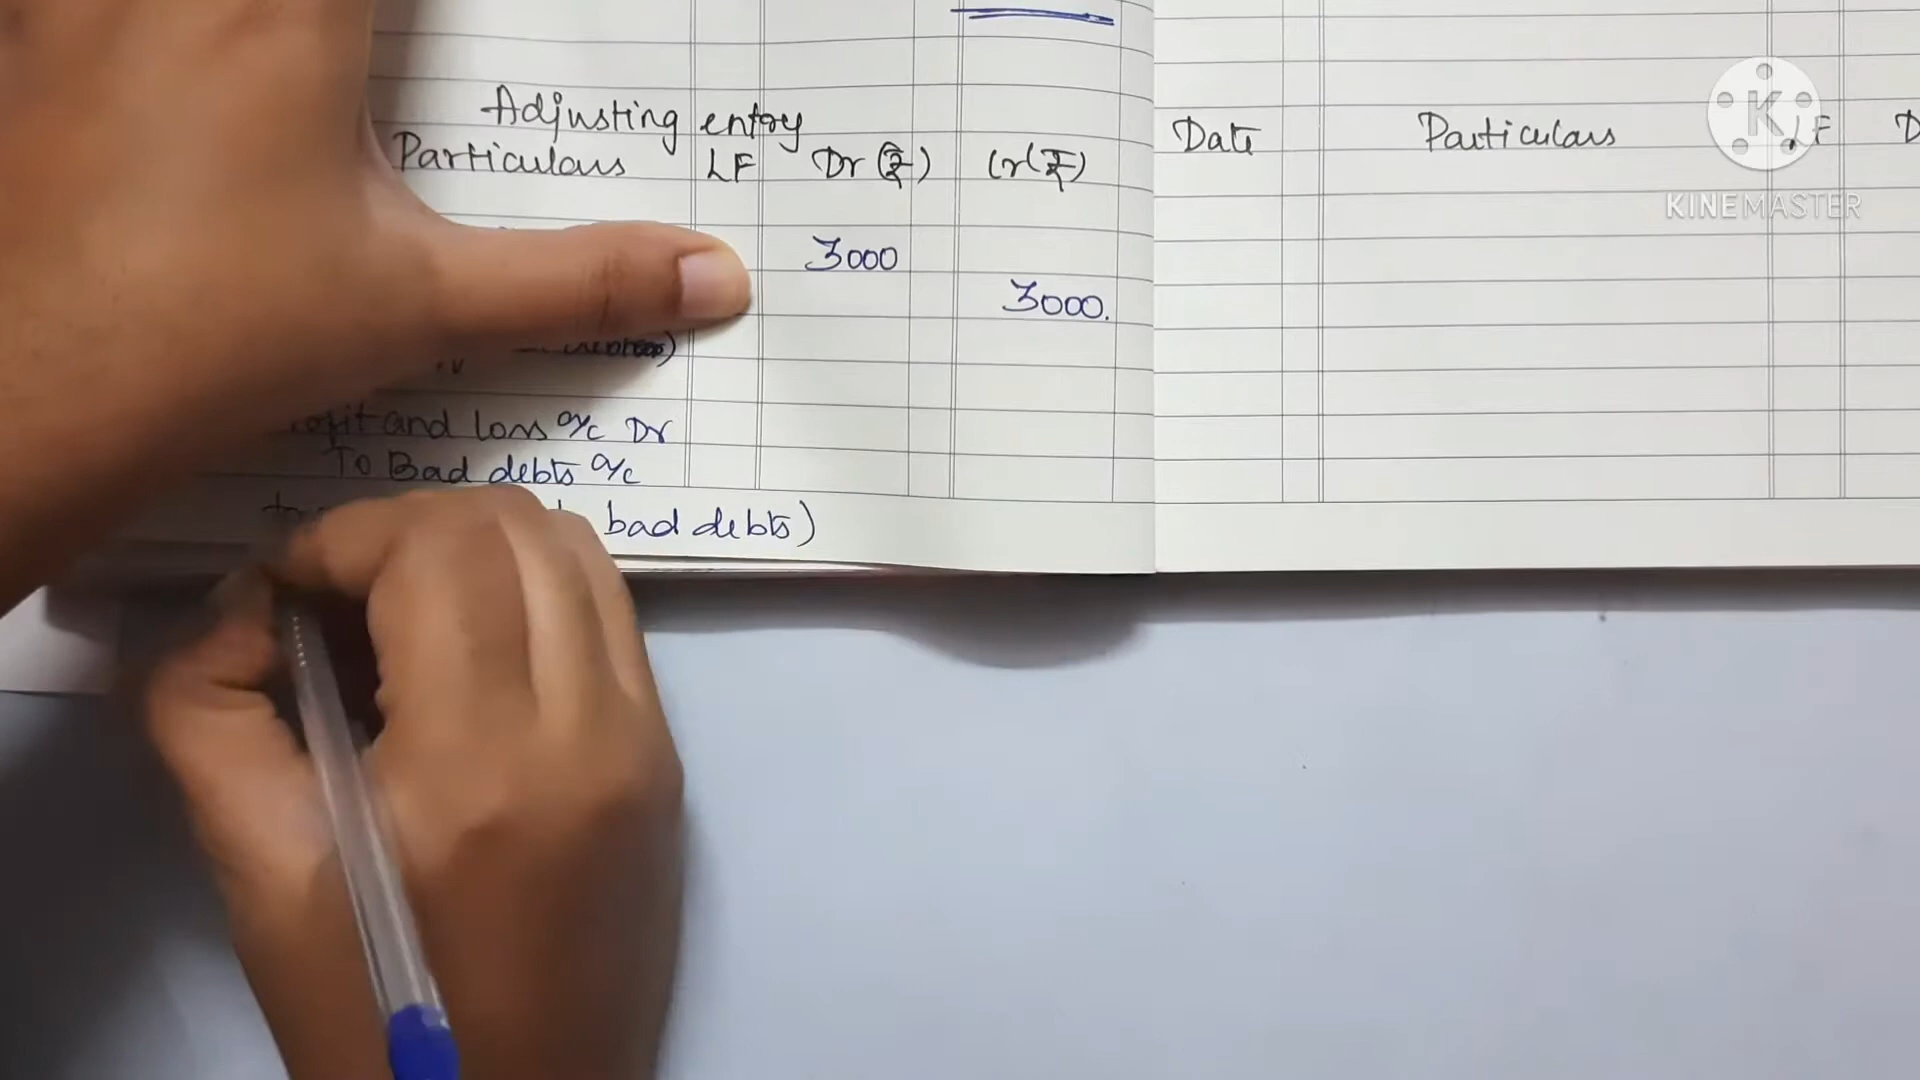 Adjusting entry
Particulars LF Dr (₹) Cr (₹)
3000
3000.
and loss a/c Dr
To Bad debts a/c
bad debts)
Date Particulars LF D
KINEMASTER